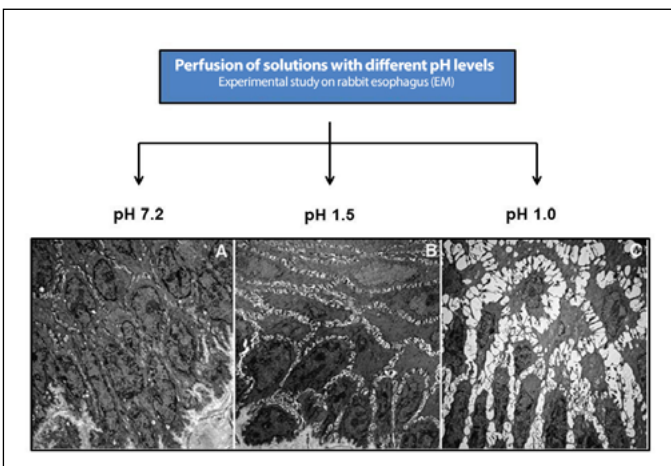 Perfusion of solutions with different pH levels
Experimental study on rabbit esophagus (EM)
pH 7.2 pH 1.5 pH 1.0
A B C